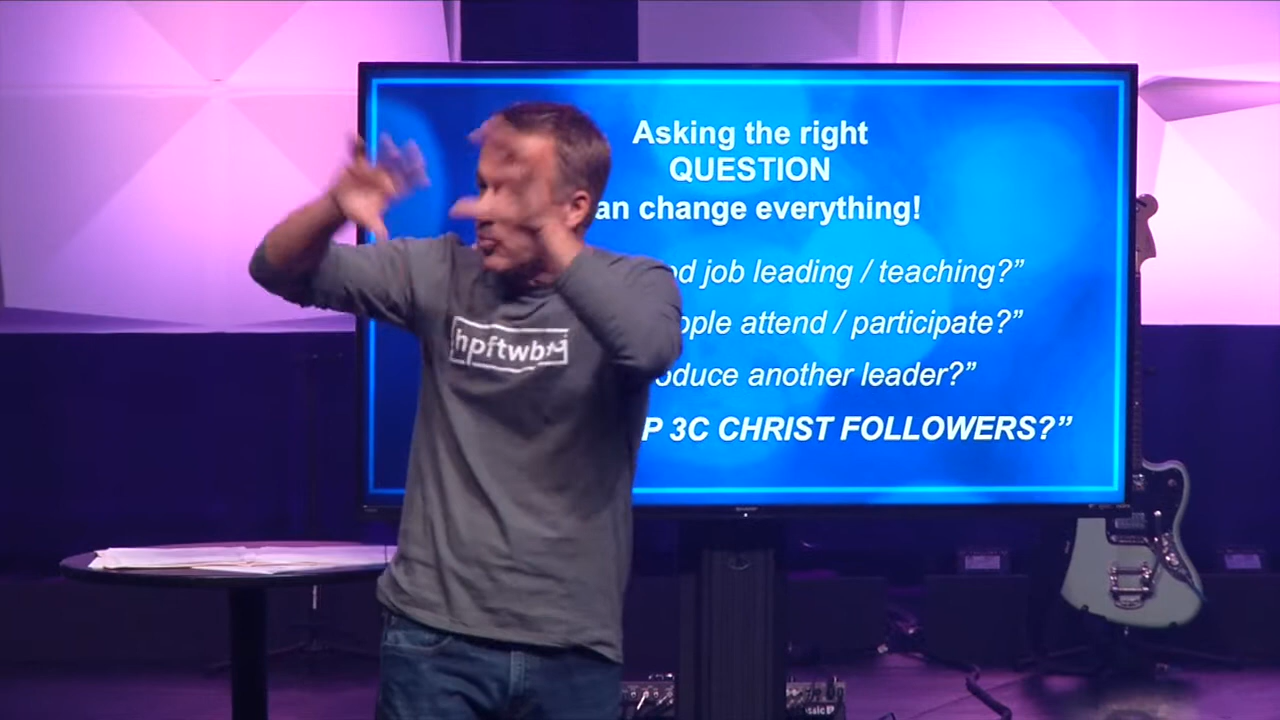 Asking the right
QUESTION
an change everything!
od job leading / teaching?”
ople attend / participate?”
oduce another leader?”
P 3C CHRIST FOLLOWERS?”
hpftwbta